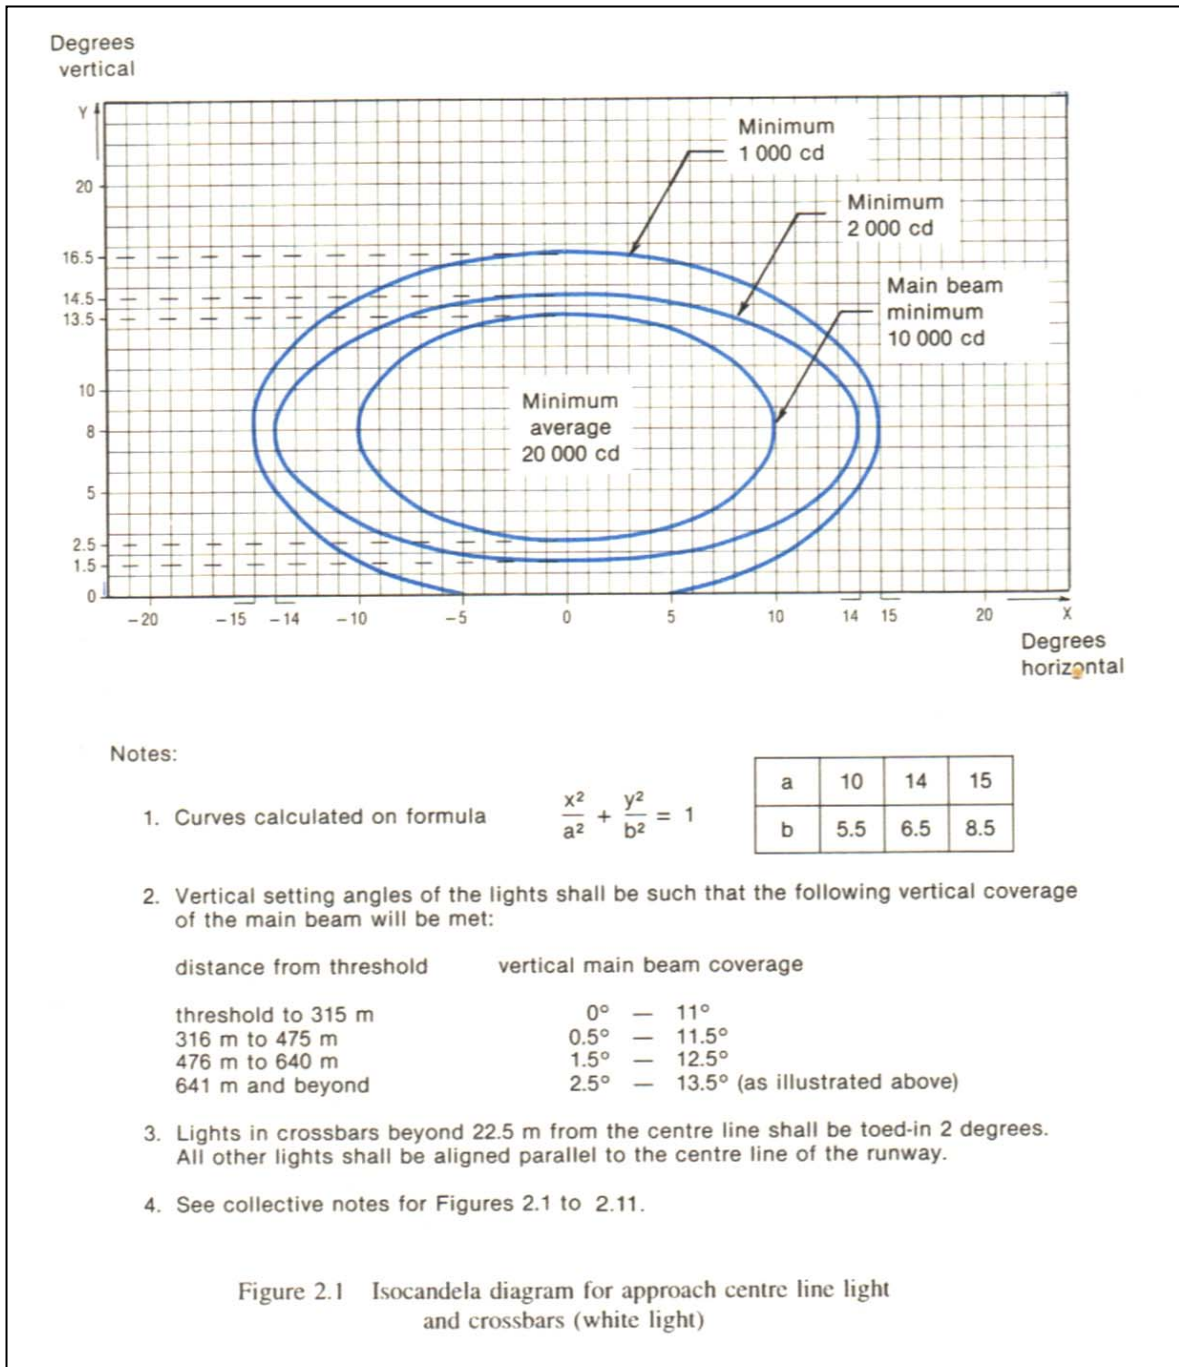 Degrees
vertical
Y
Minimum
1 000 cd
20
Minimum
2 000 cd
16.5
Main beam
minimum
10 000 cd
14.5
13.5
10
Minimum
average
20 000 cd
8
5
2.5
1.5
0
-20 -15 -14 -10 -5 0 5 10 14 15 20 X
Degrees
horizontal
Notes:
1. Curves calculated on formula x²/a² + y²/b² = 1
a 10 14 15
b 5.5 6.5 8.5
2. Vertical setting angles of the lights shall be such that the following vertical coverage
of the main beam will be met:
distance from threshold vertical main beam coverage
threshold to 315 m 0° — 11°
316 m to 475 m 0.5° — 11.5°
476 m to 640 m 1.5° — 12.5°
641 m and beyond 2.5° — 13.5° (as illustrated above)
3. Lights in crossbars beyond 22.5 m from the centre line shall be toed-in 2 degrees.
All other lights shall be aligned parallel to the centre line of the runway.
4. See collective notes for Figures 2.1 to 2.11.
Figure 2.1 Isocandela diagram for approach centre line light
and crossbars (white light)